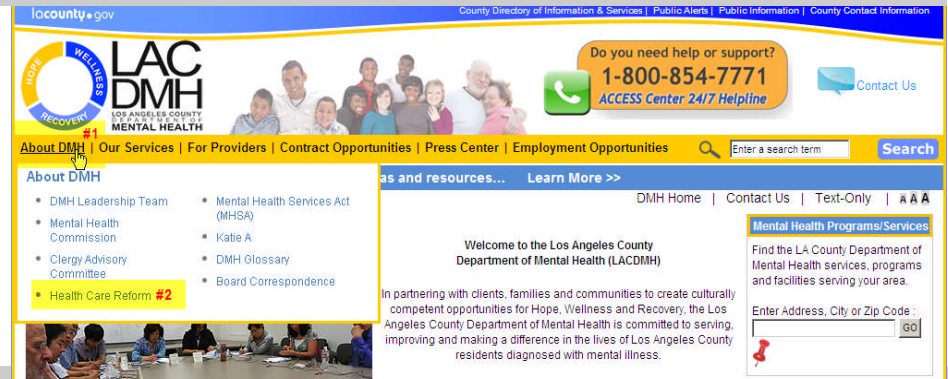 lacounty.gov
County Directory of Information & Services | Public Alerts | Public Information | County Contact Information
HOPE
WELLNESS
RECOVERY
LAC
DMH
LOS ANGELES COUNTY
DEPARTMENT OF
MENTAL HEALTH
Do you need help or support?
1-800-854-7771
ACCESS Center 24/7 Helpline
Contact Us
#1
About DMH | Our Services | For Providers | Contract Opportunities | Press Center | Employment Opportunities
Enter a search term
Search
as and resources... Learn More >>
About DMH
DMH Leadership Team
Mental Health
Commission
Clergy Advisory
Committee
Health Care Reform #2
Mental Health Services Act
(MHSA)
Katie A
DMH Glossary
Board Correspondence
DMH Home | Contact Us | Text-Only | A A A
Welcome to the Los Angeles County
Department of Mental Health (LACDMH)
In partnering with clients, families and communities to create culturally
competent opportunities for Hope, Wellness and Recovery, the Los
Angeles County Department of Mental Health is committed to serving,
improving and making a difference in the lives of Los Angeles County
residents diagnosed with mental illness.
Mental Health Programs/Services
Find the LA County Department of
Mental Health services, programs
and facilities serving your area.
Enter Address, City or Zip Code :
GO